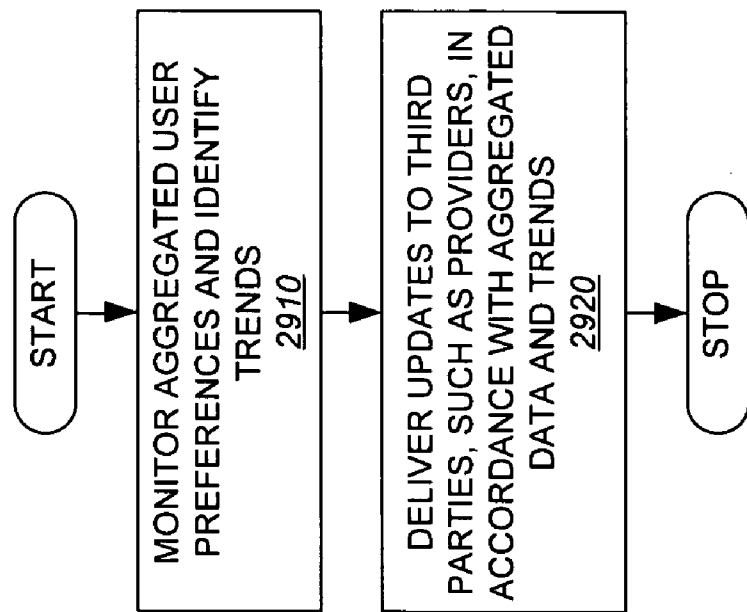 START
MONITOR AGGREGATED USER
PREFERENCES AND IDENTIFY
TRENDS
2910
DELIVER UPDATES TO THIRD
PARTIES, SUCH AS PROVIDERS, IN
ACCORDANCE WITH AGGREGATED
DATA AND TRENDS
2920
STOP